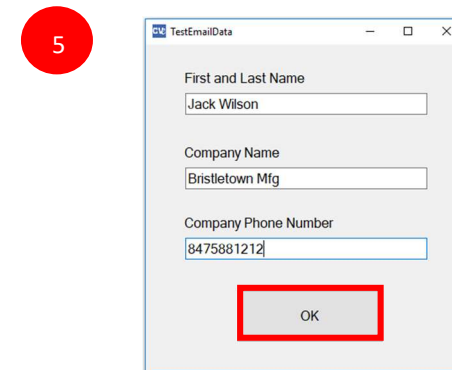 5
TestEmailData
First and Last Name
Jack Wilson
Company Name
Bristletown Mfg
Company Phone Number
8475881212
OK